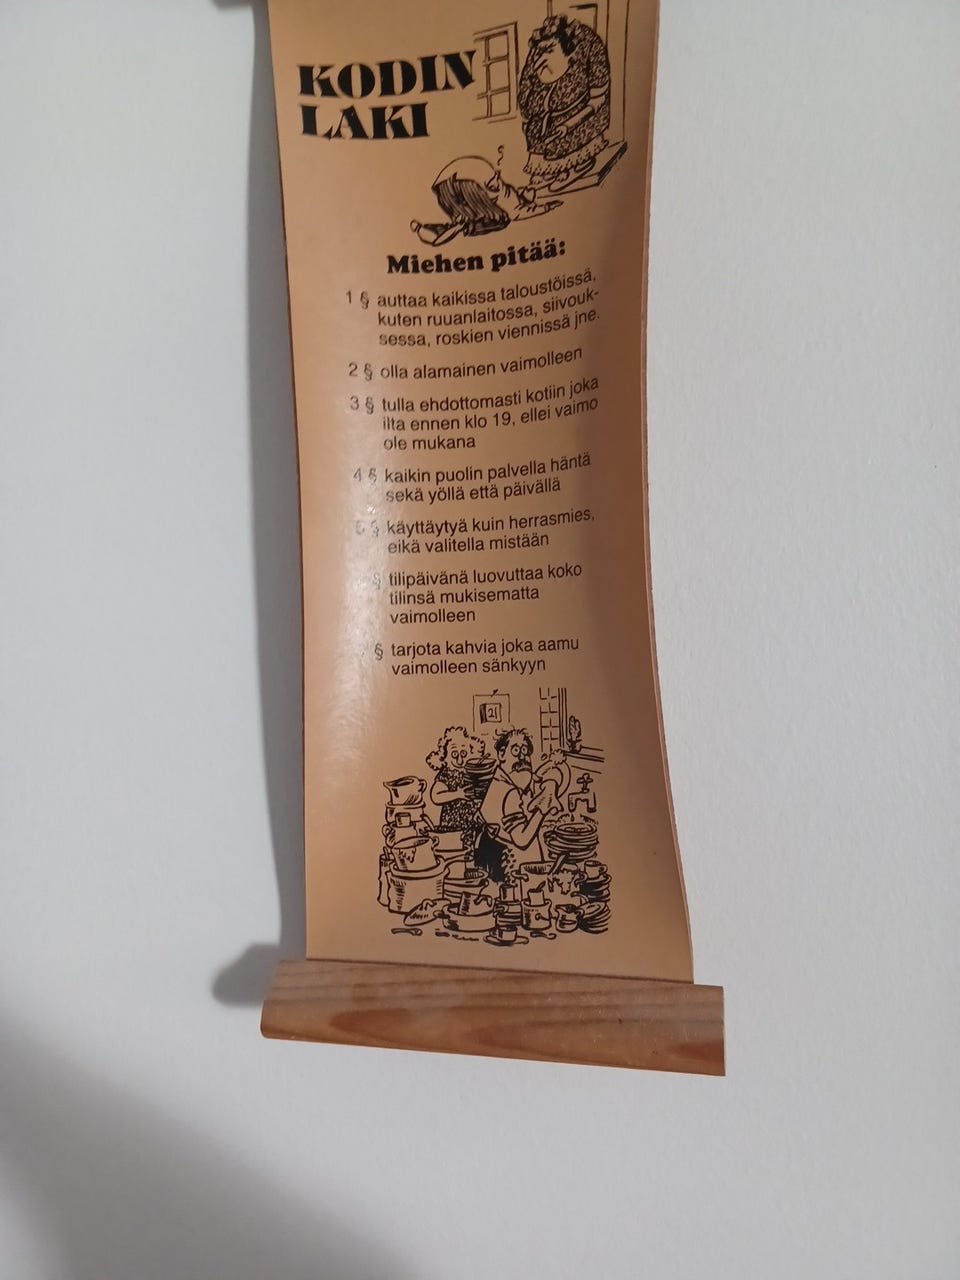 KODIN
LAKI
Miehen pitää:
1 § auttaa kaikissa taloustöissä,
kuten ruuanlaitossa, siivouk-
sessa, roskien viennissä jne.
2 § olla alamainen vaimolleen
3 § tulla ehdottomasti kotiin joka
ilta ennen klo 19, ellei vaimo
ole mukana
4 § kaikin puolin palvella häntä
sekä yöllä että päivällä
5 § käyttäytyä kuin herrasmies,
eikä valitella mistään
§ tilipäivänä luovuttaa koko
tilinsä mukisematta
vaimolleen
§ tarjota kahvia joka aamu
vaimolleen sänkyyn
21